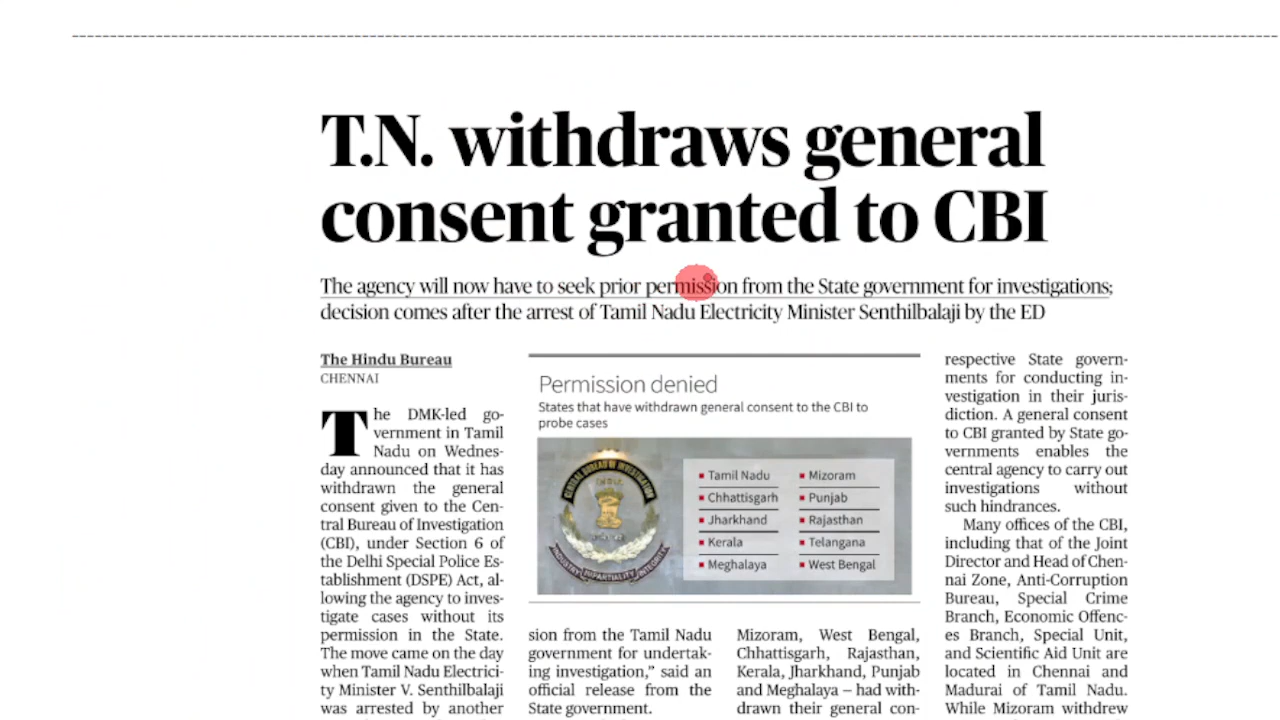 T.N. withdraws general
consent granted to CBI
The agency will now have to seek prior permission from the State government for investigations;
decision comes after the arrest of Tamil Nadu Electricity Minister Senthilbalaji by the ED
The Hindu Bureau
CHENNAI
The DMK-led go-
vernment in Tamil
Nadu on Wednes-
day announced that it has
withdrawn the general
consent given to the Cen-
tral Bureau of Investigation
(CBI), under Section 6 of
the Delhi Special Police Es-
tablishment (DSPE) Act, al-
lowing the agency to inves-
tigate cases without its
permission in the State.
The move came on the day
when Tamil Nadu Electrici-
ty Minister V. Senthilbalaji
was arrested by another
Permission denied
States that have withdrawn general consent to the CBI to
probe cases
CENTRAL BUREAU OF INVESTIGATION
INDUSTRY IMPARTIALITY INTEGRITY
Tamil Nadu
Chhattisgarh
Jharkhand
Kerala
Meghalaya
Mizoram
Punjab
Rajasthan
Telangana
West Bengal
sion from the Tamil Nadu
government for undertak-
ing investigation,” said an
official release from the
State government.
Mizoram, West Bengal,
Chhattisgarh, Rajasthan,
Kerala, Jharkhand, Punjab
and Meghalaya – had with-
drawn their general con-
respective State govern-
ments for conducting in-
vestigation in their juris-
diction. A general consent
to CBI granted by State go-
vernments enables the
central agency to carry out
investigations without
such hindrances.
Many offices of the CBI,
including that of the Joint
Director and Head of Chen-
nai Zone, Anti-Corruption
Bureau, Special Crime
Branch, Economic Offenc-
es Branch, Special Unit,
and Scientific Aid Unit are
located in Chennai and
Madurai of Tamil Nadu.
While Mizoram withdrew